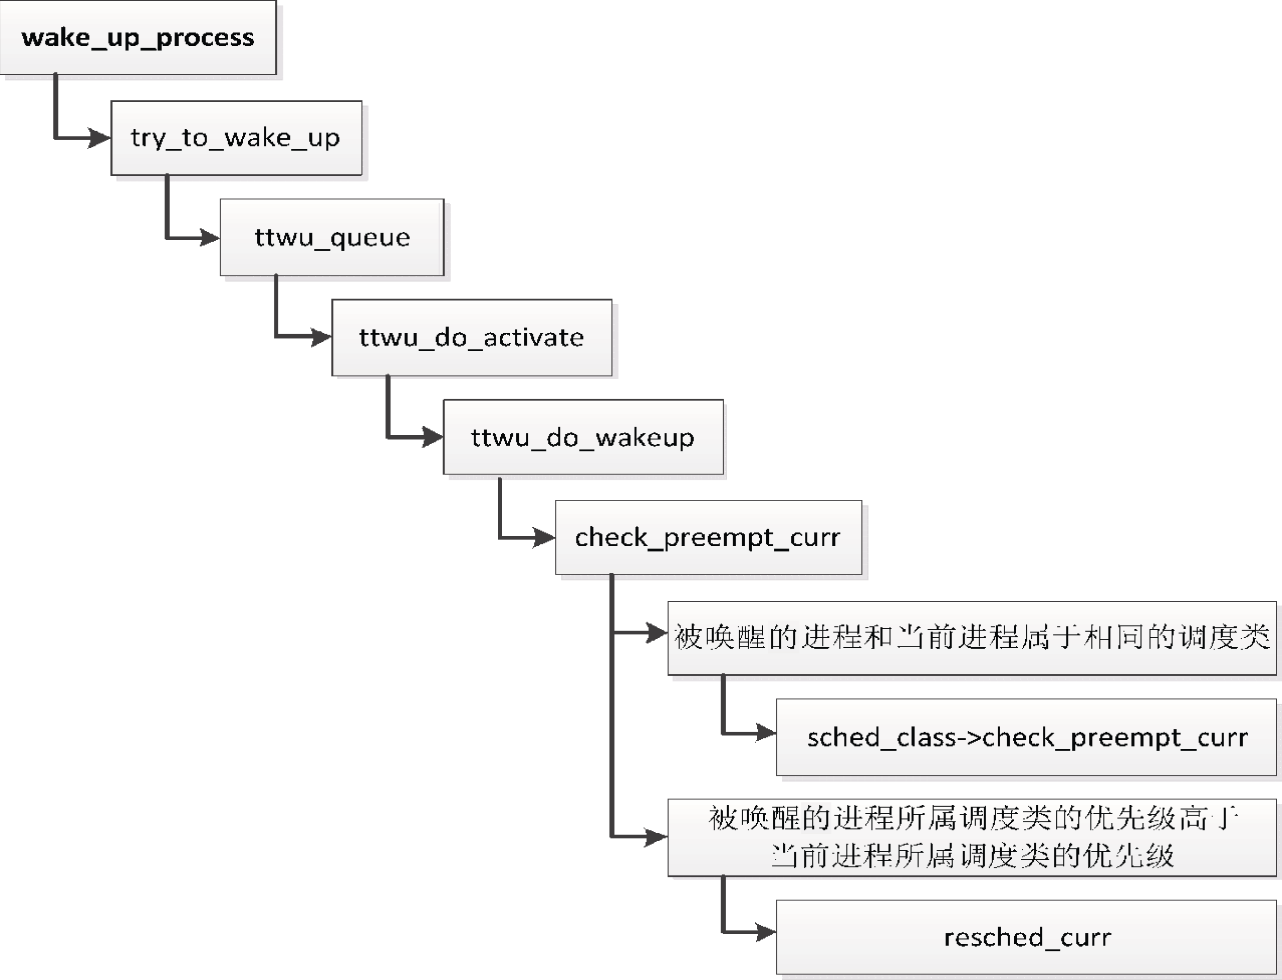 wake_up_process
try_to_wake_up
ttwu_queue
ttwu_do_activate
ttwu_do_wakeup
check_preempt_curr
被唤醒的进程和当前进程属于相同的调度类
sched_class->check_preempt_curr
被唤醒的进程所属调度类的优先级高于
当前进程所属调度类的优先级
resched_curr